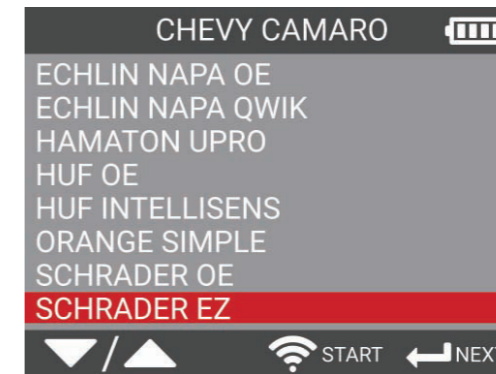 CHEVY CAMARO
ECHLIN NAPA OE
ECHLIN NAPA QWIK
HAMATON UPRO
HUF OE
HUF INTELLISENS
ORANGE SIMPLE
SCHRADER OE
SCHRADER EZ
/ START NEXT